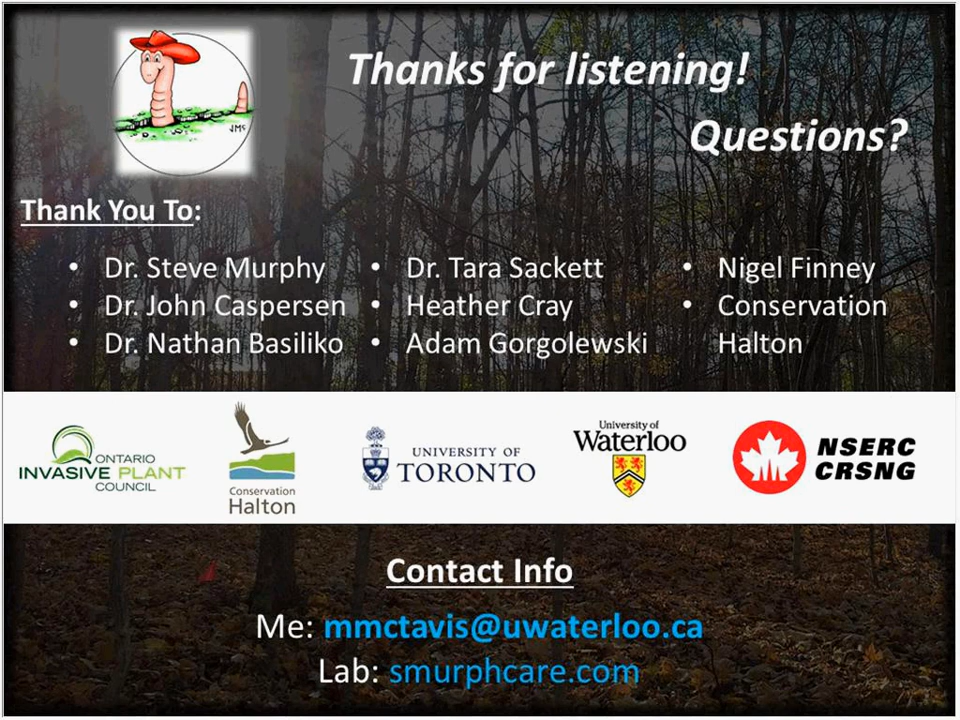 Thanks for listening!
Questions?
JMC
Thank You To:
• Dr. Steve Murphy
• Dr. John Caspersen
• Dr. Nathan Basiliko
• Dr. Tara Sackett
• Heather Cray
• Adam Gorgolewski
• Nigel Finney
• Conservation
Halton
ONTARIO
INVASIVE PLANT
COUNCIL
Conservation
Halton
UNIVERSITY OF
TORONTO
University of
Waterloo
NSERC
CRSNG
Contact Info
Me: mmctavis@uwaterloo.ca
Lab: smurphcare.com